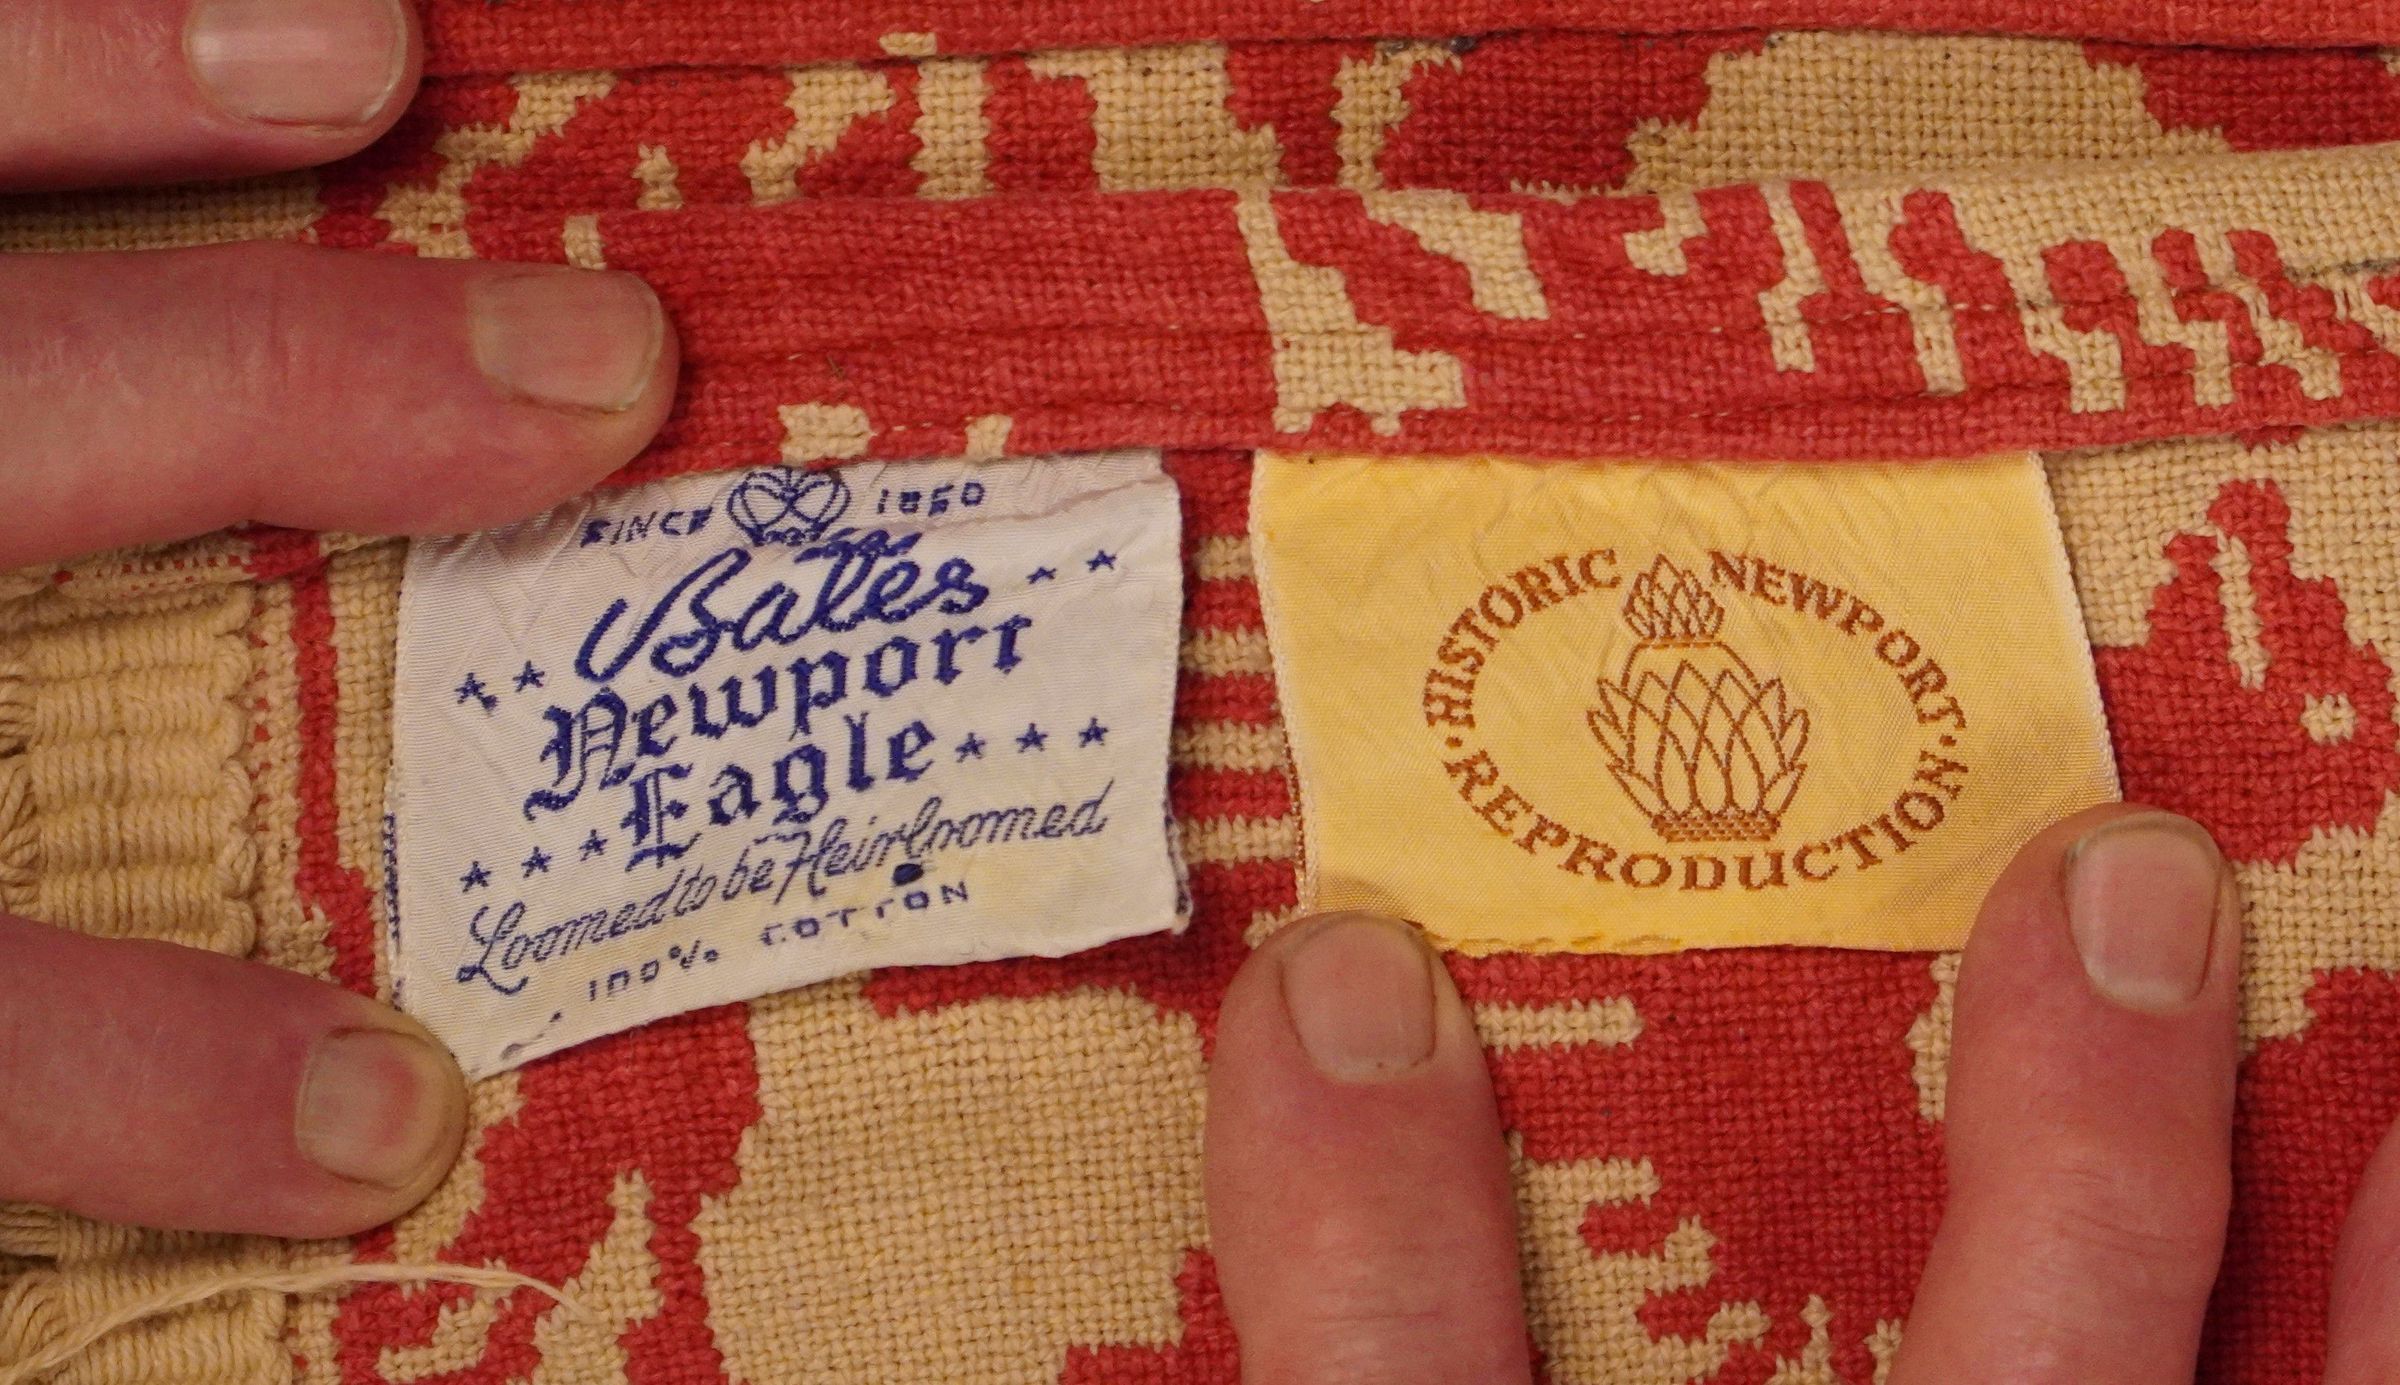 SINCE 1850
Bates
Newport
Eagle
Loomed to be Heirloomed
100% COTTON
·HISTORIC NEWPORT·
REPRODUCTION